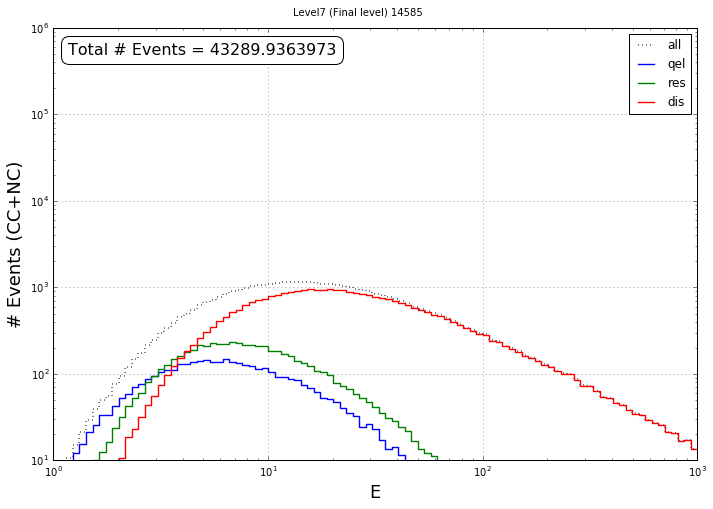 Level7 (Final level) 14585
Total # Events = 43289.9363973
all
qel
res
dis
# Events (CC+NC)
10^6
10^5
10^4
10^3
10^2
10^1
10^0
10^1
10^2
10^3
E